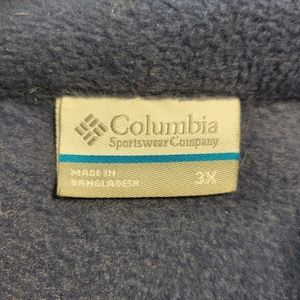 Columbia
Sportswear Company
MADE IN
BANGLADESH
3X